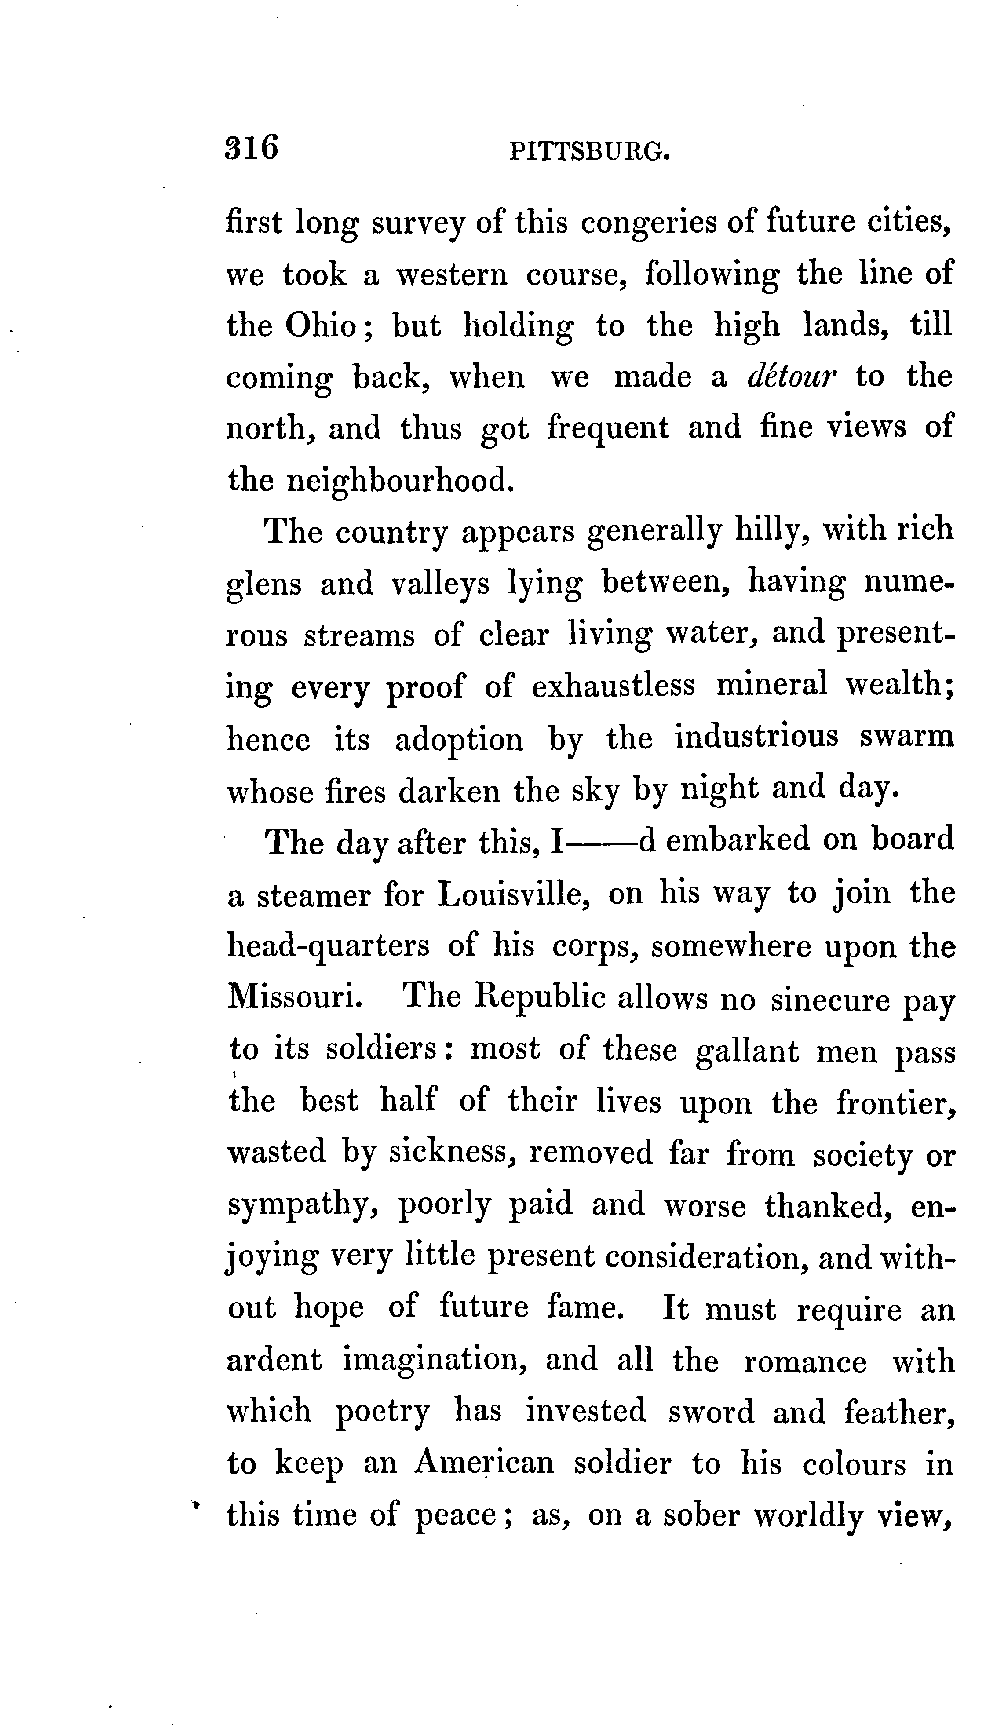 316 PITTSBURG.
first long survey of this congeries of future cities,
we took a western course, following the line of
the Ohio; but holding to the high lands, till
coming back, when we made a détour to the
north, and thus got frequent and fine views of
the neighbourhood.
The country appears generally hilly, with rich
glens and valleys lying between, having nume-
rous streams of clear living water, and present-
ing every proof of exhaustless mineral wealth;
hence its adoption by the industrious swarm
whose fires darken the sky by night and day.
The day after this, I——d embarked on board
a steamer for Louisville, on his way to join the
head-quarters of his corps, somewhere upon the
Missouri. The Republic allows no sinecure pay
to its soldiers: most of these gallant men pass
the best half of their lives upon the frontier,
wasted by sickness, removed far from society or
sympathy, poorly paid and worse thanked, en-
joying very little present consideration, and with-
out hope of future fame. It must require an
ardent imagination, and all the romance with
which poetry has invested sword and feather,
to keep an American soldier to his colours in
this time of peace; as, on a sober worldly view,